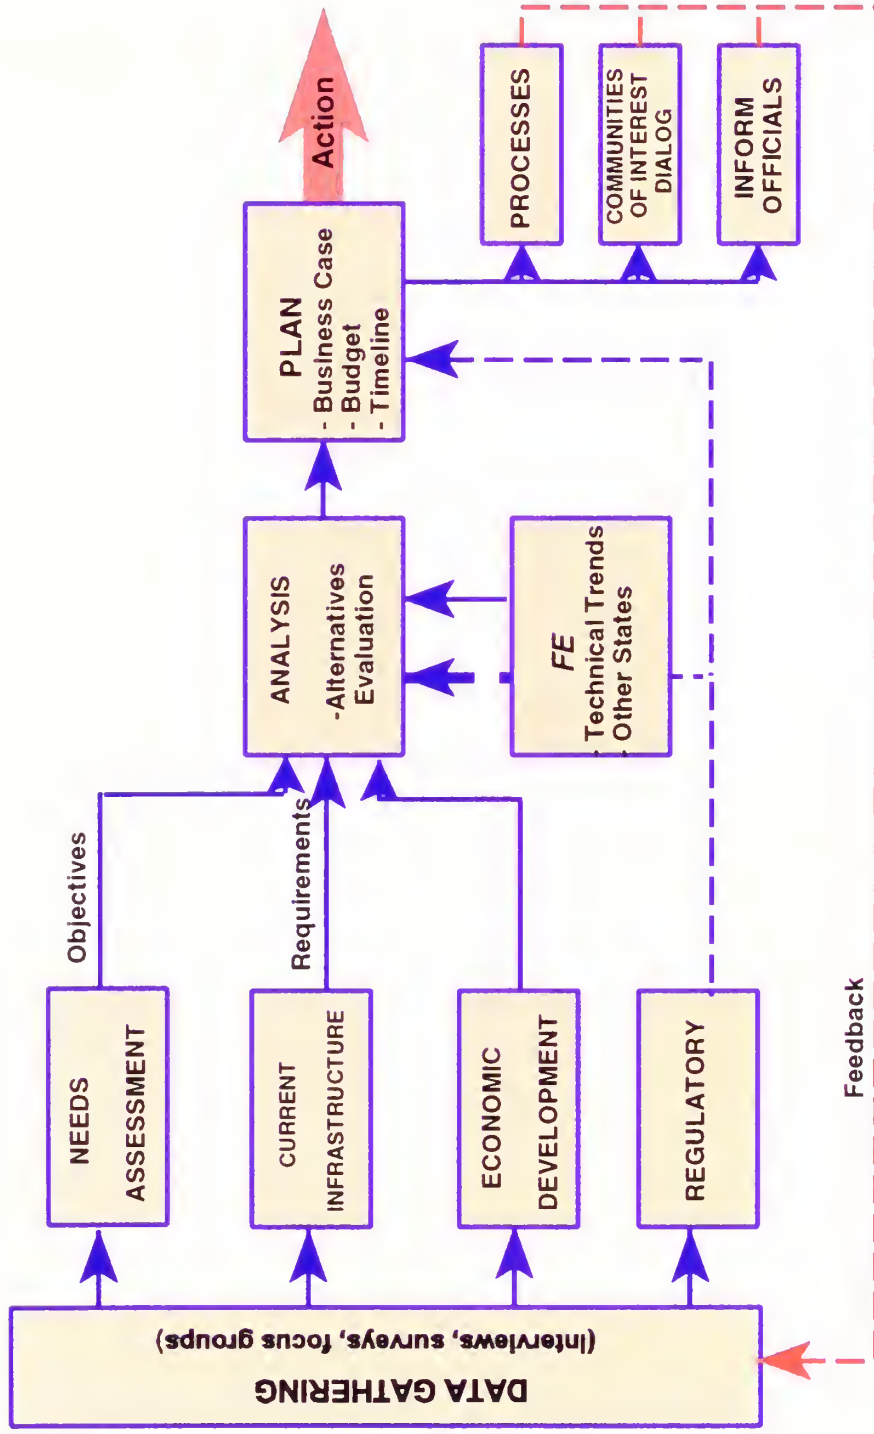 DATA GATHERING
(Interviews, surveys, focus groups)
NEEDS
ASSESSMENT
CURRENT
INFRASTRUCTURE
ECONOMIC
DEVELOPMENT
REGULATORY
Objectives
Requirements
ANALYSIS
-Alternatives
Evaluation
FE
- Technical Trends
- Other States
PLAN
- Business Case
- Budget
- Timeline
Action
PROCESSES
COMMUNITIES
OF INTEREST
DIALOG
INFORM
OFFICIALS
Feedback